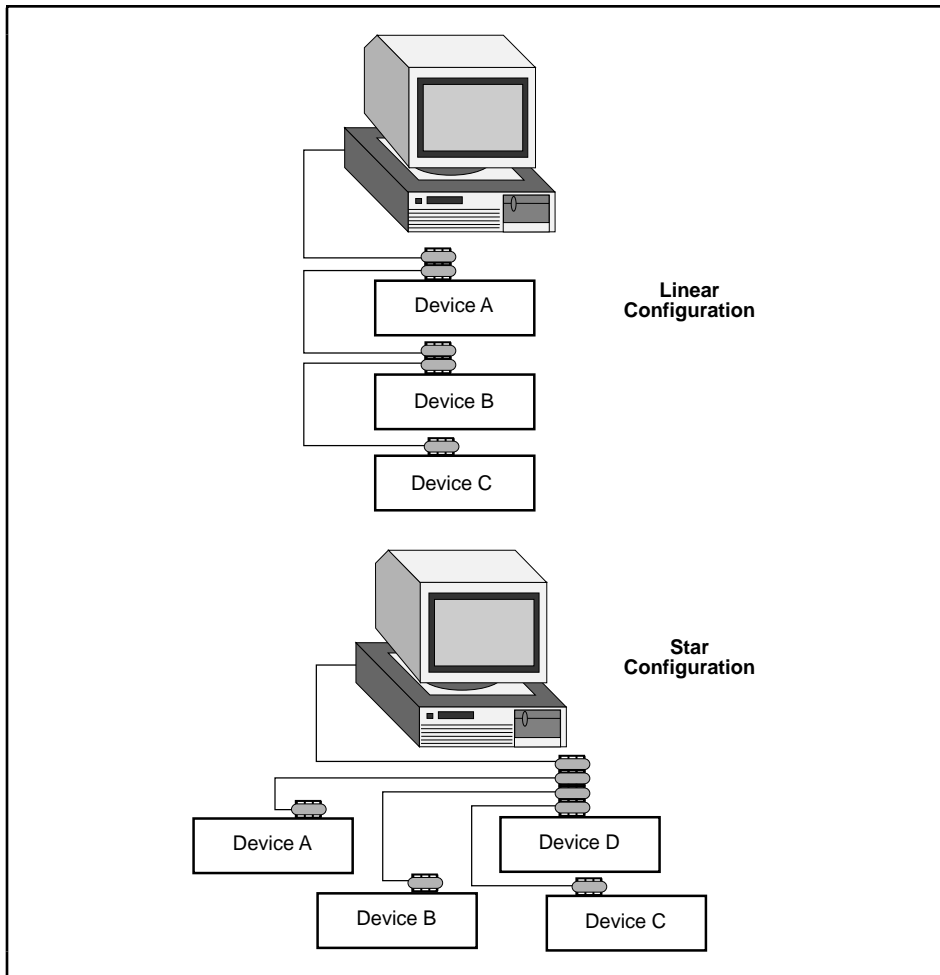 Linear
Configuration
Device A
Device B
Device C
Star
Configuration
Device A
Device D
Device B
Device C